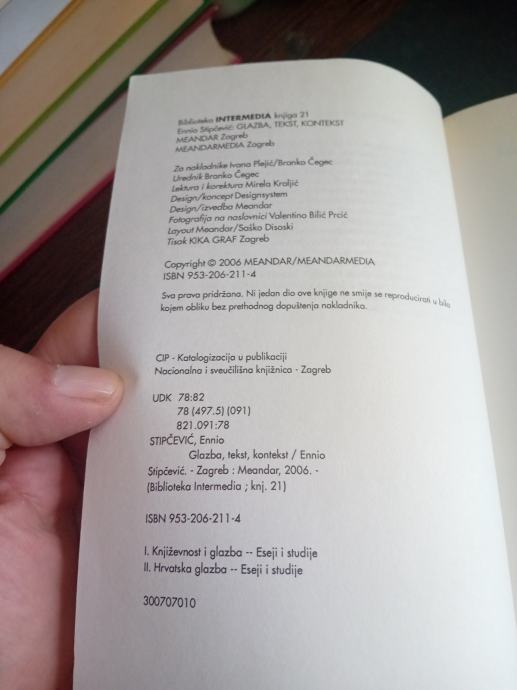 Biblioteka INTERMEDIA knjiga 21
Ennio Stipčević: GLAZBA, TEKST, KONTEKST
MEANDAR Zagreb
MEANDARMEDIA Zagreb
Za nakladnike Ivana Plejić/Branko Čegec
Urednik Branko Čegec
Lektura i korektura Mirela Kraljić
Design/koncept Designsystem
Design/izvedba Meandar
Fotografija na naslovnici Valentino Bilić Prcić
Layout Meandar/Saško Disoski
Tisak KIKA GRAF Zagreb
Copyright © 2006 MEANDAR/MEANDARMEDIA
ISBN 953-206-211-4
Sva prava pridržana. Ni jedan dio ove knjige ne smije se reproducirati u bilo
kojem obliku bez prethodnog dopuštenja nakladnika.
CIP - Katalogizacija u publikaciji
Nacionalna i sveučilišna knjižnica - Zagreb
UDK 78:82
78 (497.5) (091)
821.091:78
STIPČEVIĆ, Ennio
Glazba, tekst, kontekst / Ennio
Stipčević. - Zagreb : Meandar, 2006. -
(Biblioteka Intermedia ; knj. 21)
ISBN 953-206-211-4
I. Književnost i glazba -- Eseji i studije
II. Hrvatska glazba -- Eseji i studije
300707010